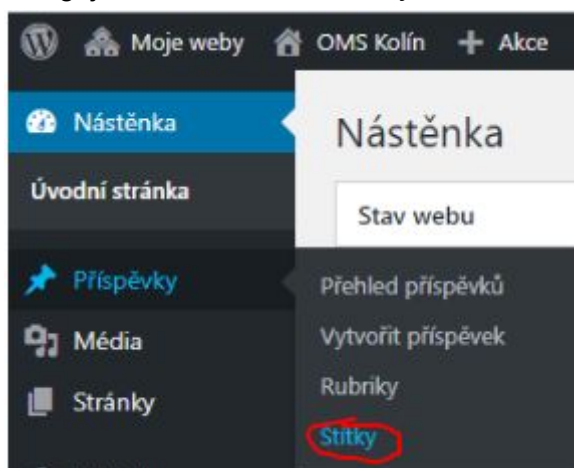 Moje weby OMS Kolín + Akce
Nástěnka
Úvodní stránka
Příspěvky
Média
Stránky
Nástěnka
Stav webu
Přehled příspěvků
Vytvořit příspěvek
Rubriky
Štítky